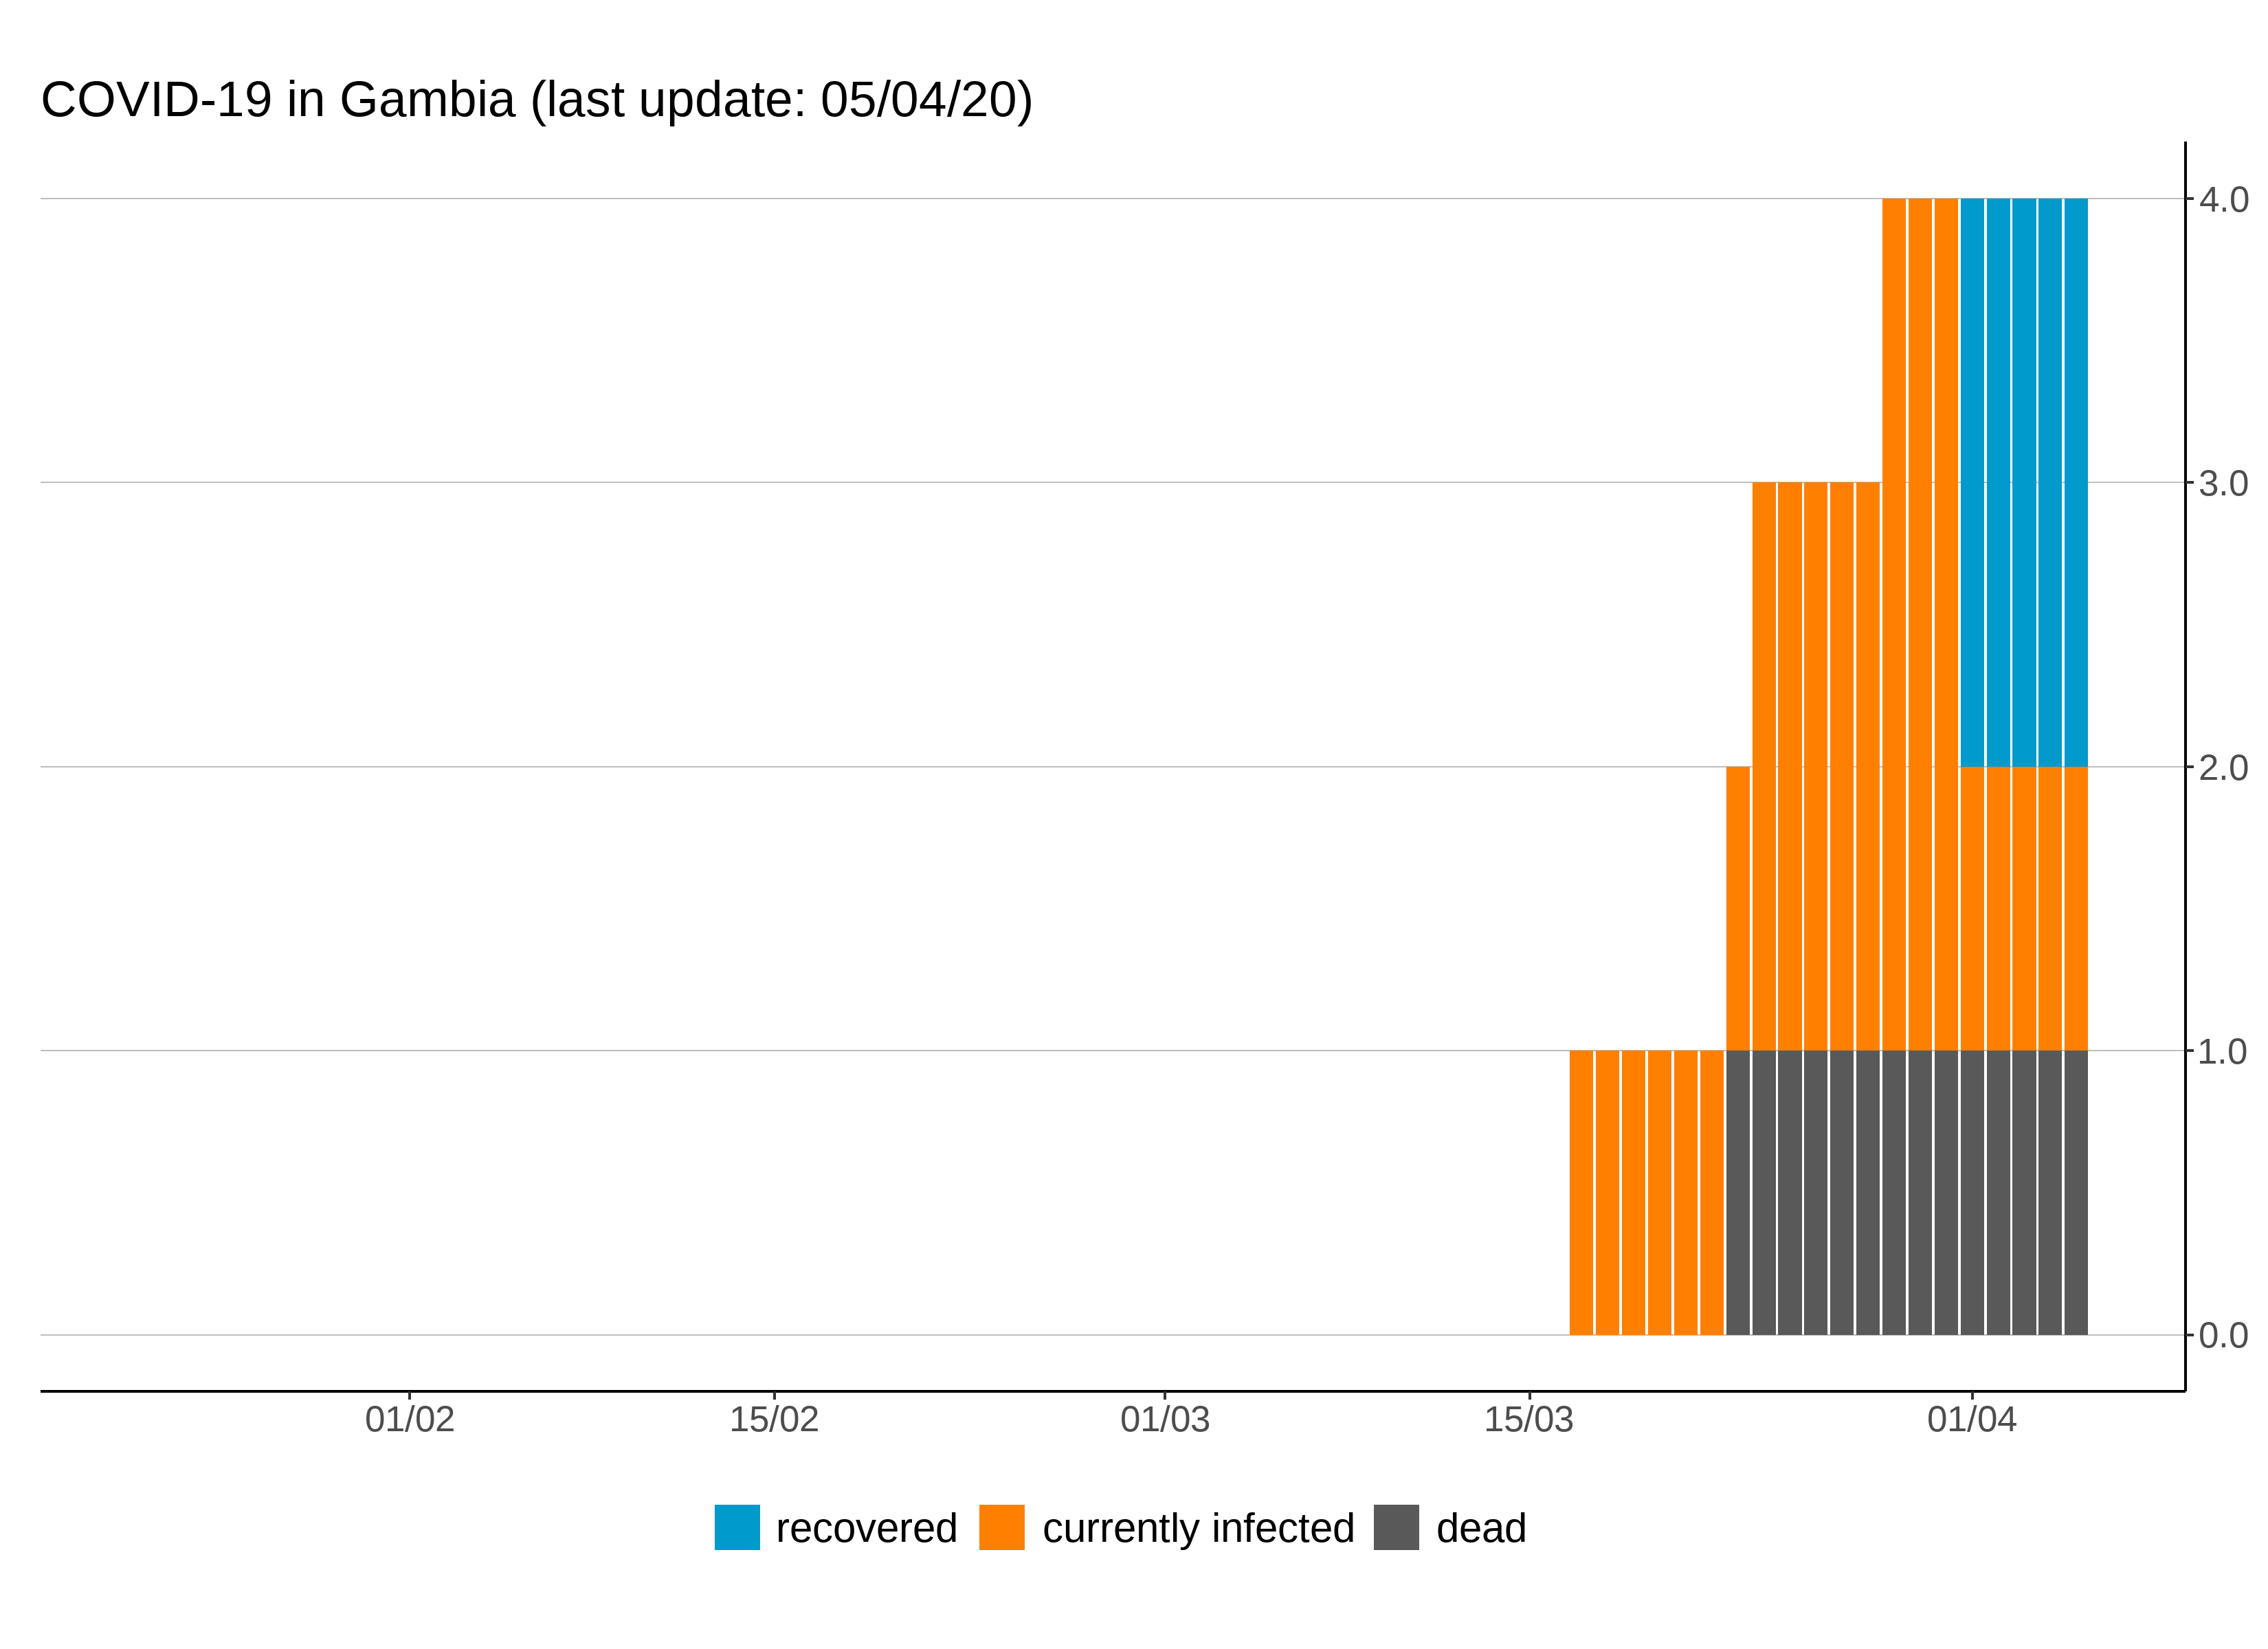 COVID-19 in Gambia (last update: 05/04/20)
4.0
3.0
2.0
1.0
0.0
01/02 15/02 01/03 15/03 01/04
recovered currently infected dead